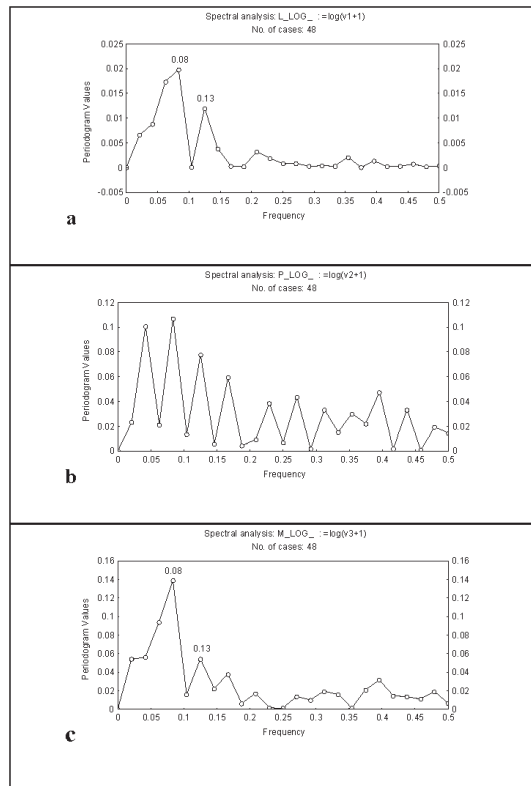 Spectral analysis: L_LOG_ : =log(v1+1)
No. of cases: 48
0.025 0.025
0.02 0.02
0.015 0.015
0.01 0.01
0.005 0.005
0 0
-0.005 -0.005
Periodogram Values
0.08
0.13
0 0.05 0.1 0.15 0.2 0.25 0.3 0.35 0.4 0.45 0.5
Frequency
a
Spectral analysis: P_LOG_ : =log(v2+1)
No. of cases: 48
0.12 0.12
0.1 0.1
0.08 0.08
0.06 0.06
0.04 0.04
0.02 0.02
0 0
Periodogram Values
0 0.05 0.1 0.15 0.2 0.25 0.3 0.35 0.4 0.45 0.5
Frequency
b
Spectral analysis: M_LOG_ : =log(v3+1)
No. of cases: 48
0.16 0.16
0.14 0.14
0.12 0.12
0.1 0.1
0.08 0.08
0.06 0.06
0.04 0.04
0.02 0.02
0 0
Periodogram Values
0.08
0.13
0 0.05 0.1 0.15 0.2 0.25 0.3 0.35 0.4 0.45 0.5
Frequency
c